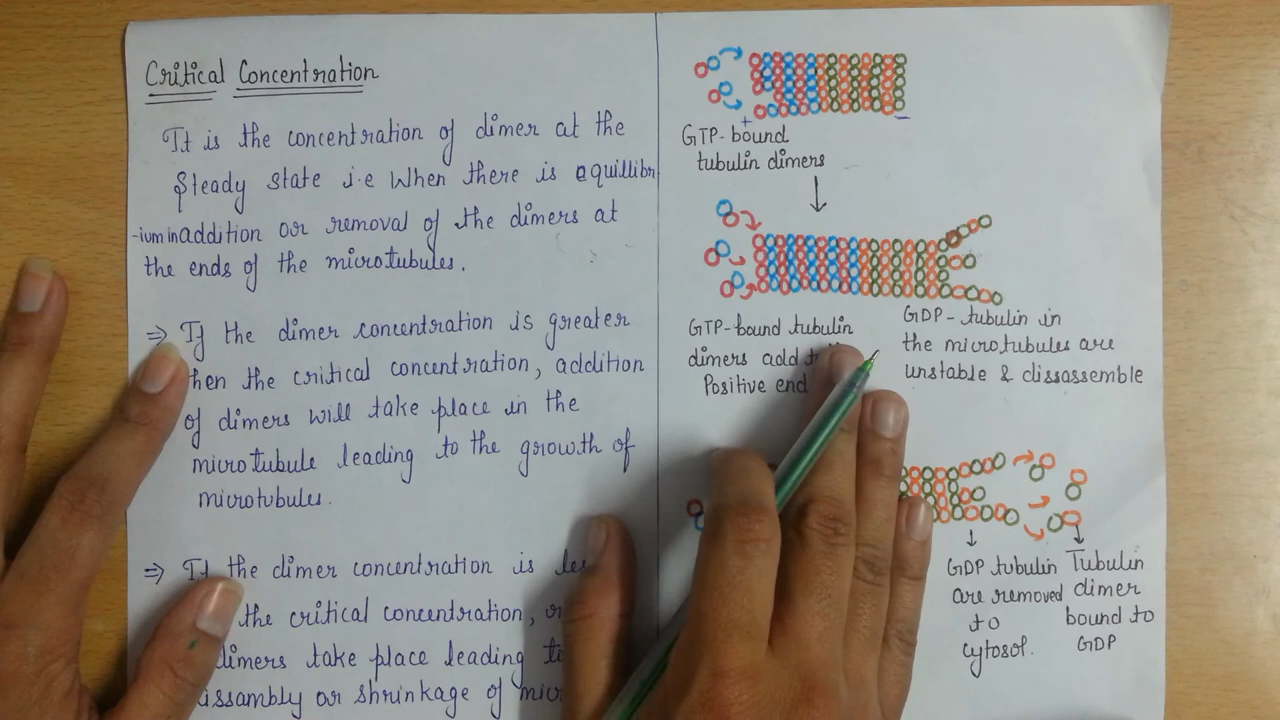 Critical Concentration
It is the concentration of dimer at the
steady state i.e When there is equillibr
-ium in addition or removal of the dimers at
the ends of the microtubules.
⇒ If the dimer concentration is greater
then the critical concentration, addition
of dimers will take place in the
microtubule leading to the growth of
microtubules.
⇒ If the dimer concentration is
the critical concentration,
dimers take place leading
or shrinkage of
+
−
GTP-bound
tubulin dimers
GTP-bound tubulin
dimers add
Positive end
GDP-tubulin in
the microtubules are
unstable & dissassemble
GDP tubulin
are removed
to
cytosol.
Tubulin
dimer
bound to
GDP